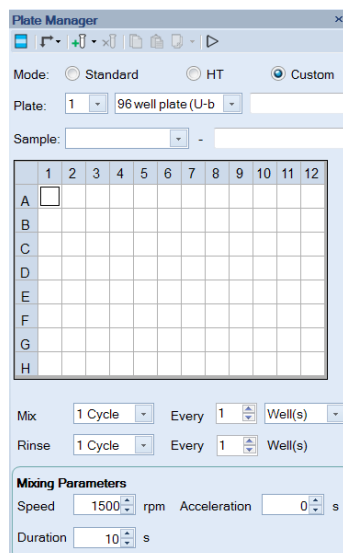 Plate Manager
Mode: Standard HT Custom
Plate: 1 96 well plate (U-b
Sample: -
1 2 3 4 5 6 7 8 9 10 11 12
A
B
C
D
E
F
G
H
Mix 1 Cycle Every 1 Well(s)
Rinse 1 Cycle Every 1 Well(s)
Mixing Parameters
Speed 1500 rpm Acceleration 0 s
Duration 10 s